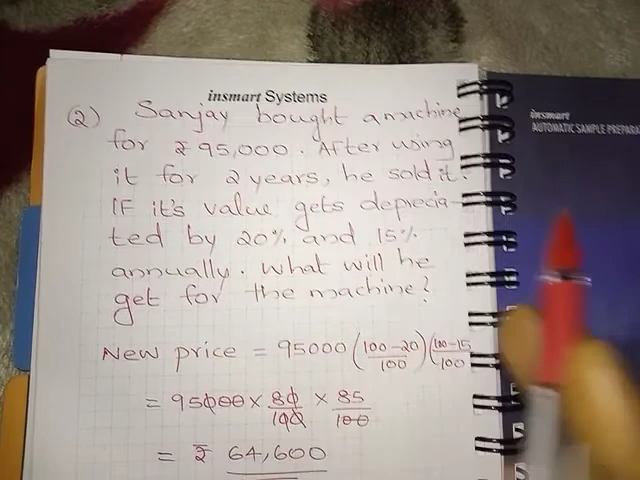 insmart Systems
(2) Sanjay bought a machine
for ₹ 95,000. After using
it for 2 years, he sold it.
IF it's value gets deprecia-
ted by 20% and 15%
annually. What will he
get for the machine?
New price = 95000 (100-20/100) (100-15/100
= 95000 × 80/100 × 85/100
= ₹ 64,600
insmart
AUTOMATIC SAMPLE